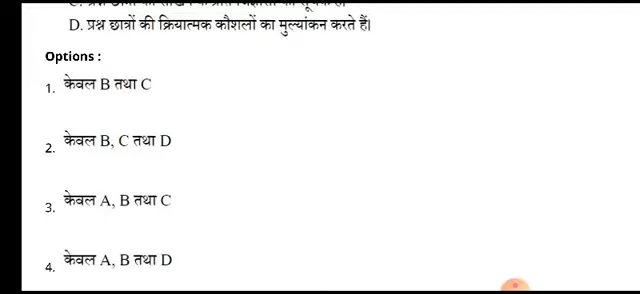 D. प्रश्न छात्रों की क्रियात्मक कौशलों का मुल्यांकन करते हैं।
Options :
1. केवल B तथा C
2. केवल B, C तथा D
3. केवल A, B तथा C
4. केवल A, B तथा D